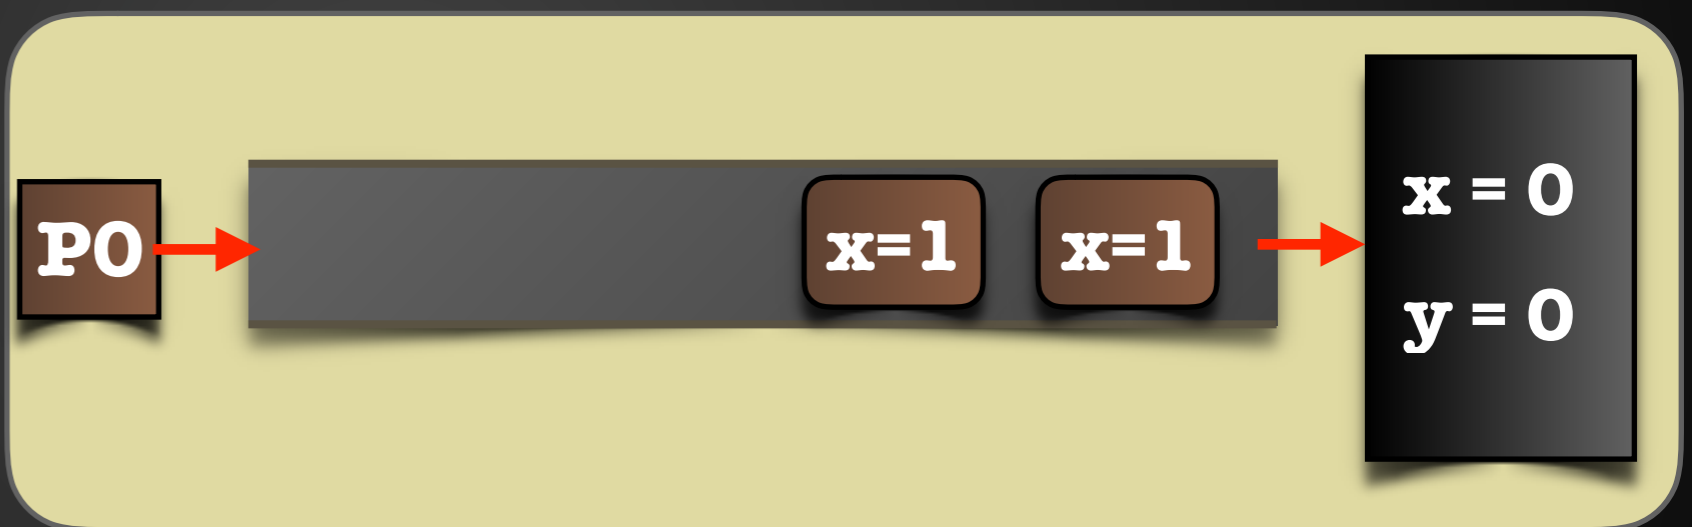 P0
x=1
x=1
x = 0
y = 0